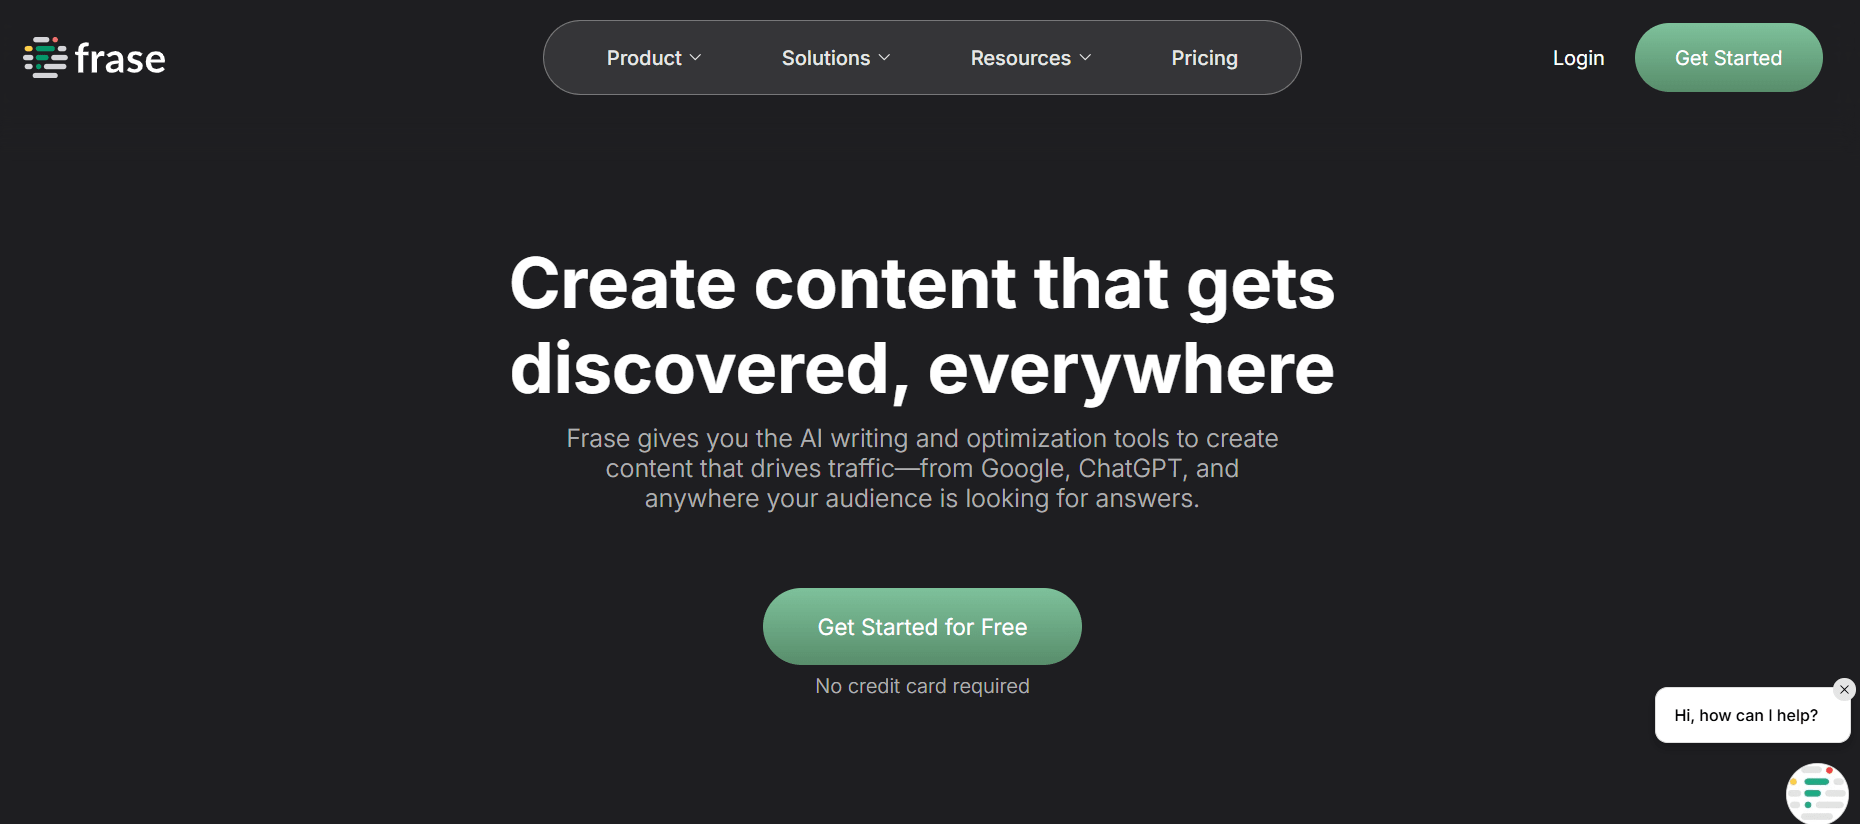 frase
Product
Solutions
Resources
Pricing
Login
Get Started
Create content that gets
discovered, everywhere
Frase gives you the AI writing and optimization tools to create
content that drives traffic—from Google, ChatGPT, and
anywhere your audience is looking for answers.
Get Started for Free
No credit card required
Hi, how can I help?